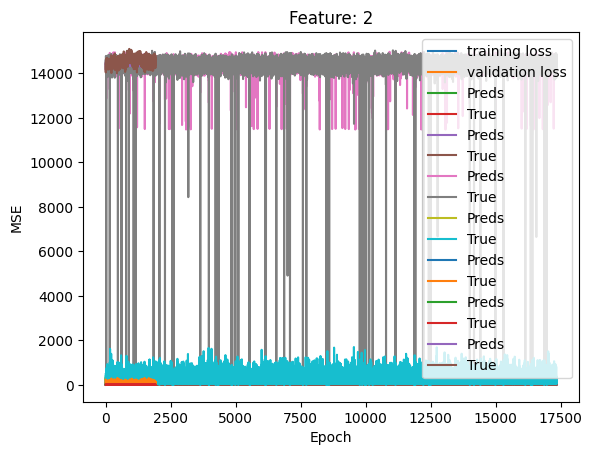 Feature: 2
MSE
14000
12000
10000
8000
6000
4000
2000
0
training loss
validation loss
Preds
True
Preds
True
Preds
True
Preds
True
Preds
True
Preds
True
Preds
True
0 2500 5000 7500 10000 12500 15000 17500
Epoch